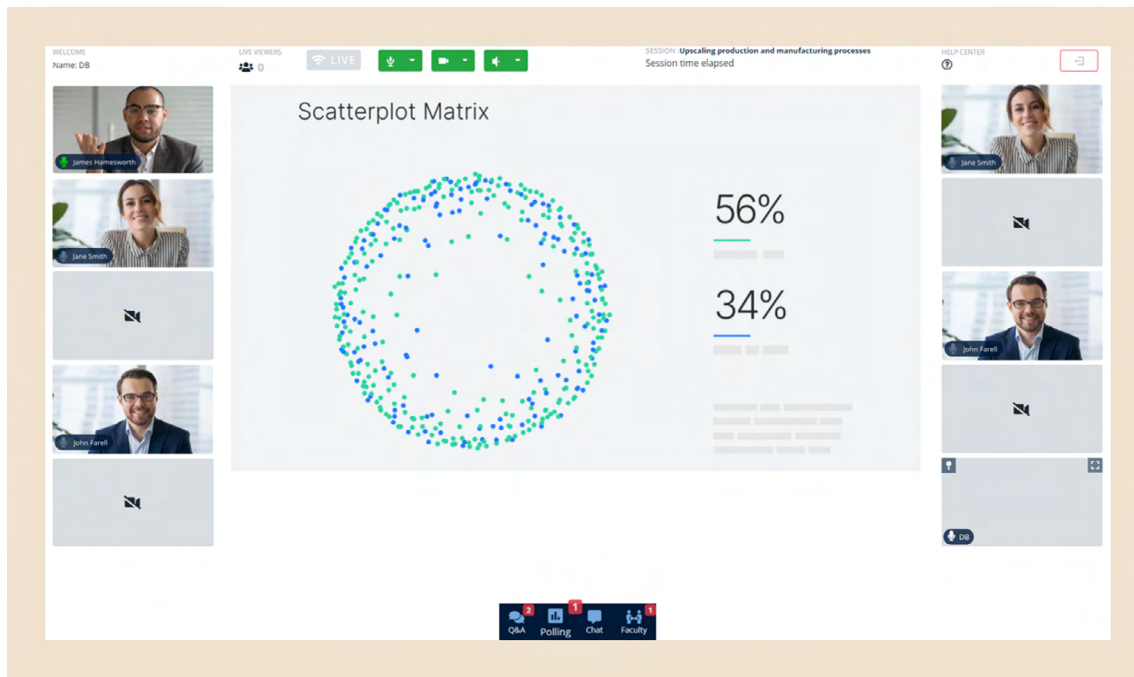 WELCOME
Name: DB
LIVE VIEWERS
0
LIVE
SESSION :Upscaling production and manufacturing processes
Session time elapsed
HELP CENTER
James Hamesworth
Jane Smith
John Farell
Scatterplot Matrix
56%
34%
Jane Smith
John Farell
DB
2
Q&A
1
Polling
Chat
1
Faculty